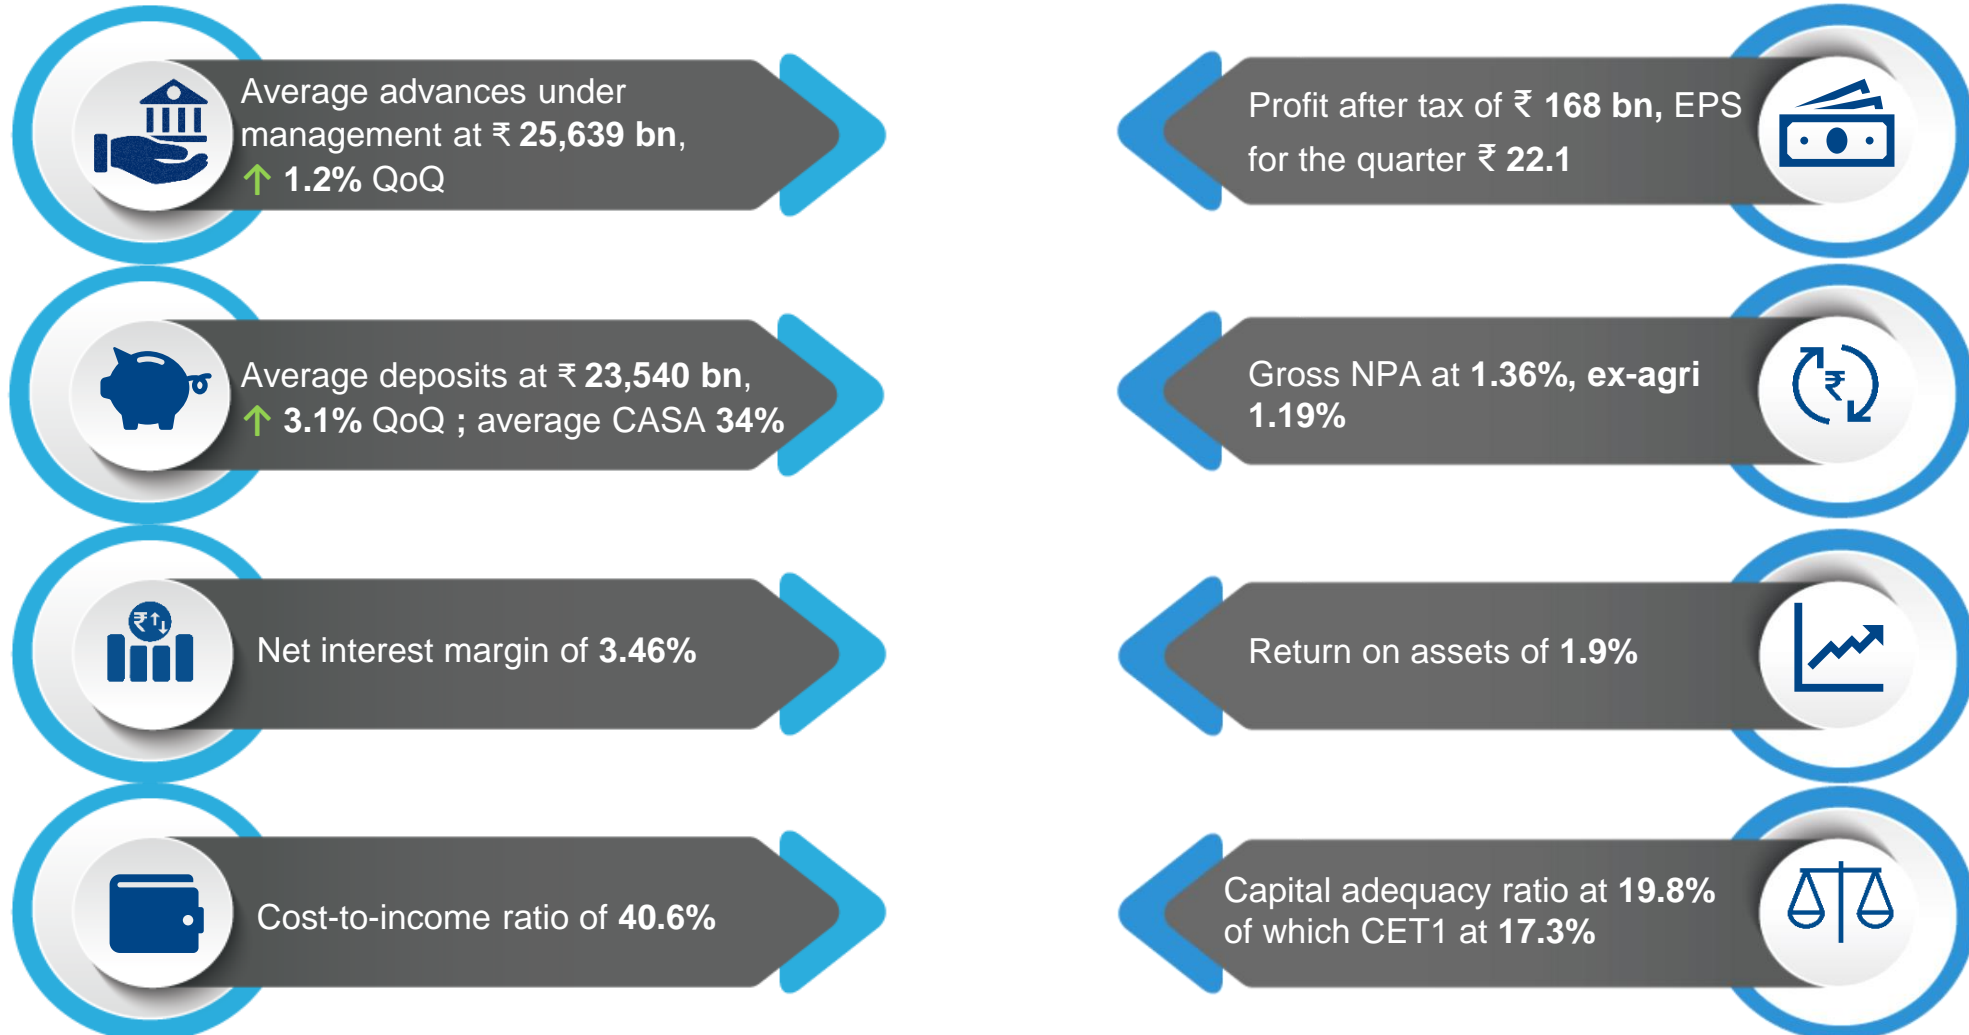 Average advances under
management at ₹ 25,639 bn,
↑ 1.2% QoQ
Average deposits at ₹ 23,540 bn,
↑ 3.1% QoQ ; average CASA 34%
₹
Net interest margin of 3.46%
Cost-to-income ratio of 40.6%
Profit after tax of ₹ 168 bn, EPS
for the quarter ₹ 22.1
Gross NPA at 1.36%, ex-agri
1.19%
₹
Return on assets of 1.9%
Capital adequacy ratio at 19.8%
of which CET1 at 17.3%